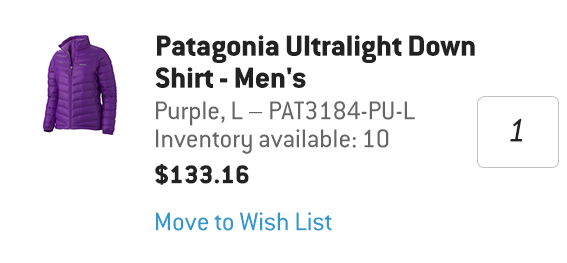 Patagonia Ultralight Down
Shirt - Men's
Purple, L – PAT3184-PU-L
Inventory available: 10
1
$133.16
Move to Wish List